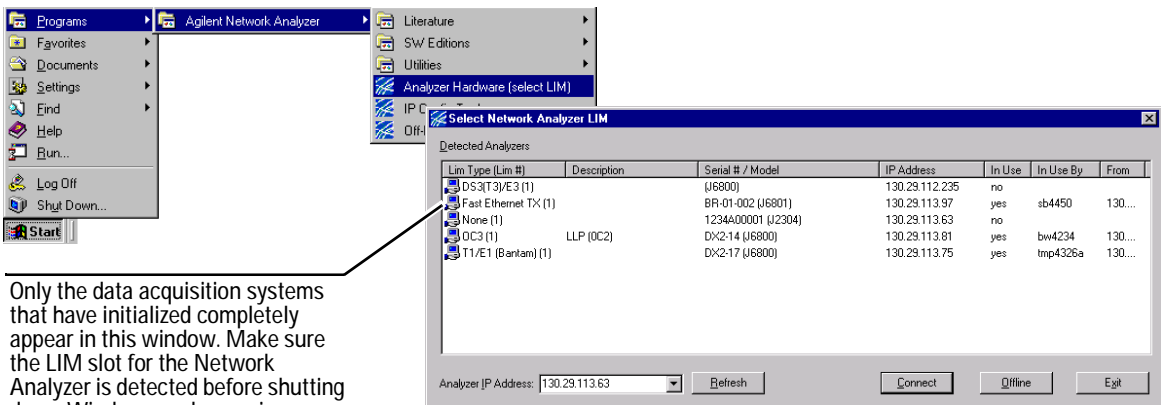 Programs
Favorites
Documents
Settings
Find
Help
Run...
Log Off
Shut Down...
Start
Agilent Network Analyzer
Literature
SW Editions
Utilities
Analyzer Hardware (select LIM)
IP
Select Network Analyzer LIM
Detected Analyzers
Lim Type (Lim #) Description Serial # / Model IP Address In Use In Use By From
DS3(T3)/E3 (1) (J6800) 130.29.112.235 no
Fast Ethernet TX (1) BR-01-002 (J6801) 130.29.113.97 yes sb4450 130....
None (1) 1234A00001 (J2304) 130.29.113.63 no
OC3 (1) LLP (0C2) DX2-14 (J6800) 130.29.113.81 yes bw4234 130....
T1/E1 (Bantam) (1) DX2-17 (J6800) 130.29.113.75 yes tmp4326a 130....
Analyzer IP Address: 130.29.113.63 Refresh Connect Offline Exit
Only the data acquisition systems
that have initialized completely
appear in this window. Make sure
the LIM slot for the Network
Analyzer is detected before shutting